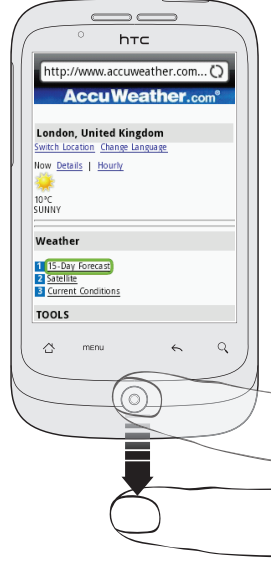 hTC
http://www.accuweather.com...
AccuWeather.com®
London, United Kingdom
Switch Location Change Language
Now Details | Hourly
10°C
SUNNY
Weather
1 15-Day Forecast
2 Satellite
3 Current Conditions
TOOLS
menu